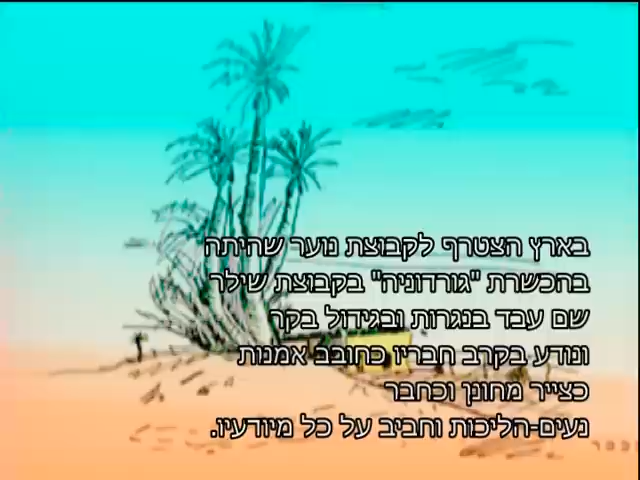 בארץ הצטרף לקבוצת נוער שהיתה
בהכשרת "גורדוניה" בקבוצת שילר
שם עבד בנגרות ובגידול בקר
ונודע בקרב חבריו כחובב אמנות
כצייר מחונן וכחבר
נעים-הליכות וחביב על כל מיודעיו.